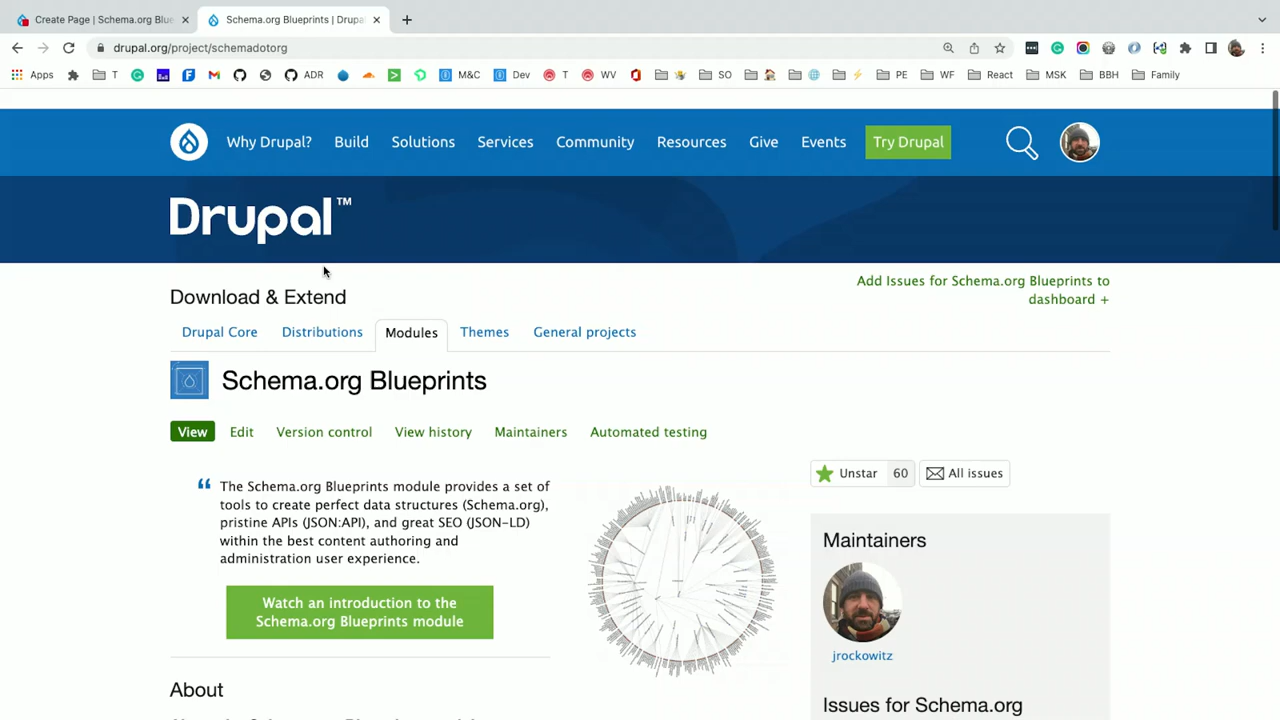 Create Page | Schema.org Blue
Schema.org Blueprints | Drupa
drupal.org/project/schemadotorg
Apps
T
ADR
M&C
Dev
T
WV
SO
PE
WF
React
MSK
BBH
Family
Why Drupal?
Build
Solutions
Services
Community
Resources
Give
Events
Try Drupal
Drupal™
Download & Extend
Add Issues for Schema.org Blueprints to
dashboard +
Drupal Core
Distributions
Modules
Themes
General projects
Schema.org Blueprints
View
Edit
Version control
View history
Maintainers
Automated testing
Unstar 60
All issues
“ The Schema.org Blueprints module provides a set of
tools to create perfect data structures (Schema.org),
pristine APIs (JSON:API), and great SEO (JSON-LD)
within the best content authoring and
administration user experience.
Watch an introduction to the
Schema.org Blueprints module
Maintainers
jrockowitz
About
Issues for Schema.org